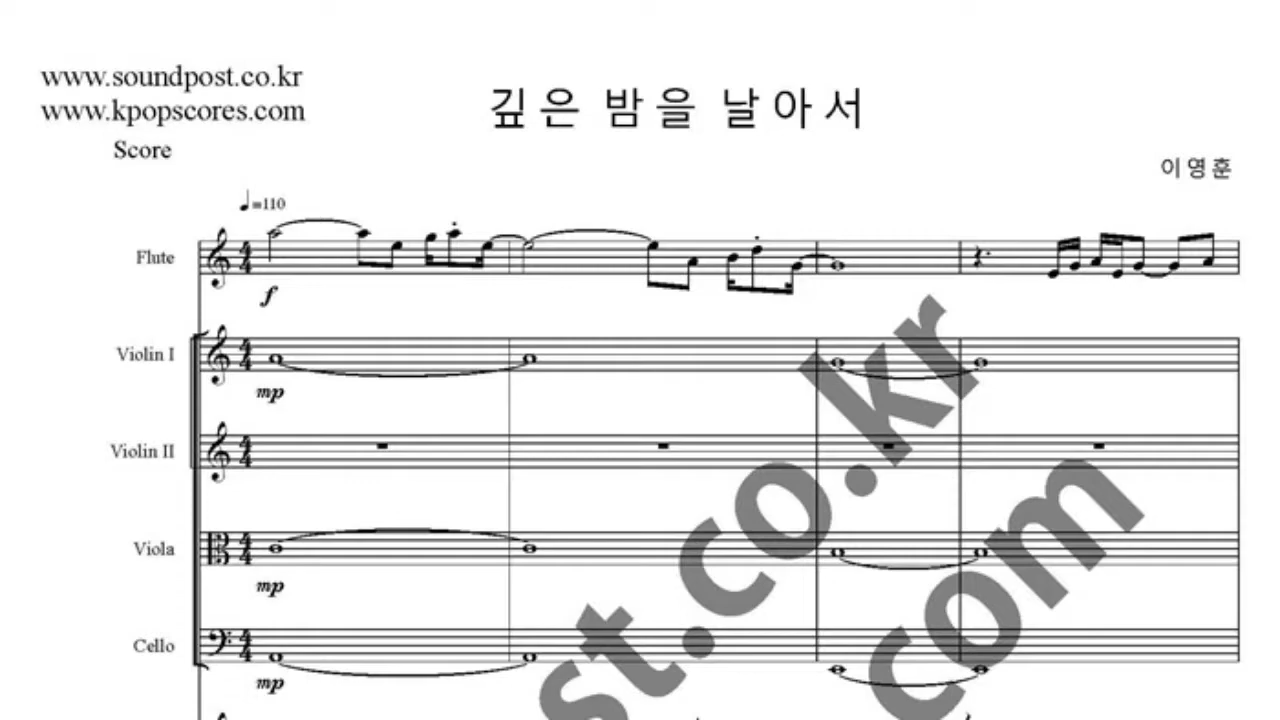 www.soundpost.co.kr
www.kpopscores.com
깊은 밤을 날아서
Score
이영훈
=110
Flute
f
Violin I
mp
Violin II
Viola
mp
Cello
mp
st.co.kr
com